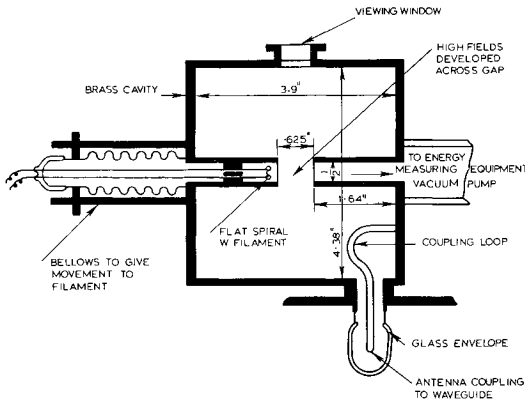 VIEWING WINDOW
HIGH FIELDS
DEVELOPED
ACROSS GAP
BRASS CAVITY
3·9"
·625"
TO ENERGY
MEASURING EQUIPMENT
VACUUM PUMP
1/2"
1·64"
FLAT SPIRAL
W FILAMENT
4·38"
COUPLING LOOP
BELLOWS TO GIVE
MOVEMENT TO
FILAMENT
GLASS ENVELOPE
ANTENNA COUPLING
TO WAVEGUIDE